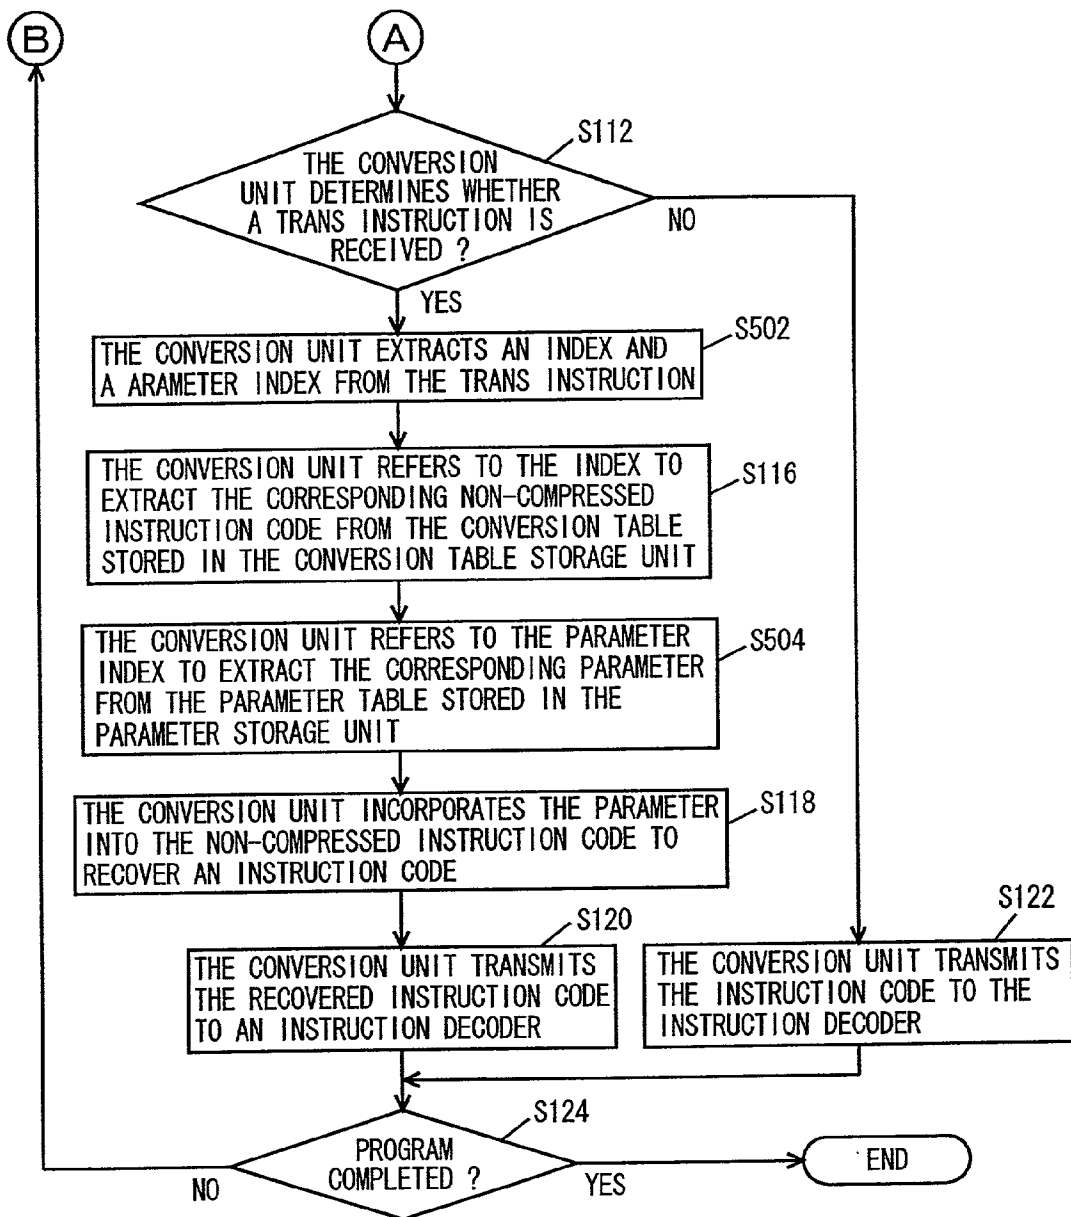 B
A
S112
THE CONVERSION
UNIT DETERMINES WHETHER
A TRANS INSTRUCTION IS
RECEIVED ?
NO
YES
S502
THE CONVERSION UNIT EXTRACTS AN INDEX AND
A ARAMETER INDEX FROM THE TRANS INSTRUCTION
S116
THE CONVERSION UNIT REFERS TO THE INDEX TO
EXTRACT THE CORRESPONDING NON-COMPRESSED
INSTRUCTION CODE FROM THE CONVERSION TABLE
STORED IN THE CONVERSION TABLE STORAGE UNIT
S504
THE CONVERSION UNIT REFERS TO THE PARAMETER
INDEX TO EXTRACT THE CORRESPONDING PARAMETER
FROM THE PARAMETER TABLE STORED IN THE
PARAMETER STORAGE UNIT
S118
THE CONVERSION UNIT INCORPORATES THE PARAMETER
INTO THE NON-COMPRESSED INSTRUCTION CODE TO
RECOVER AN INSTRUCTION CODE
S120
THE CONVERSION UNIT TRANSMITS
THE RECOVERED INSTRUCTION CODE
TO AN INSTRUCTION DECODER
S122
THE CONVERSION UNIT TRANSMITS
THE INSTRUCTION CODE TO THE
INSTRUCTION DECODER
S124
PROGRAM
COMPLETED ?
NO
YES
END